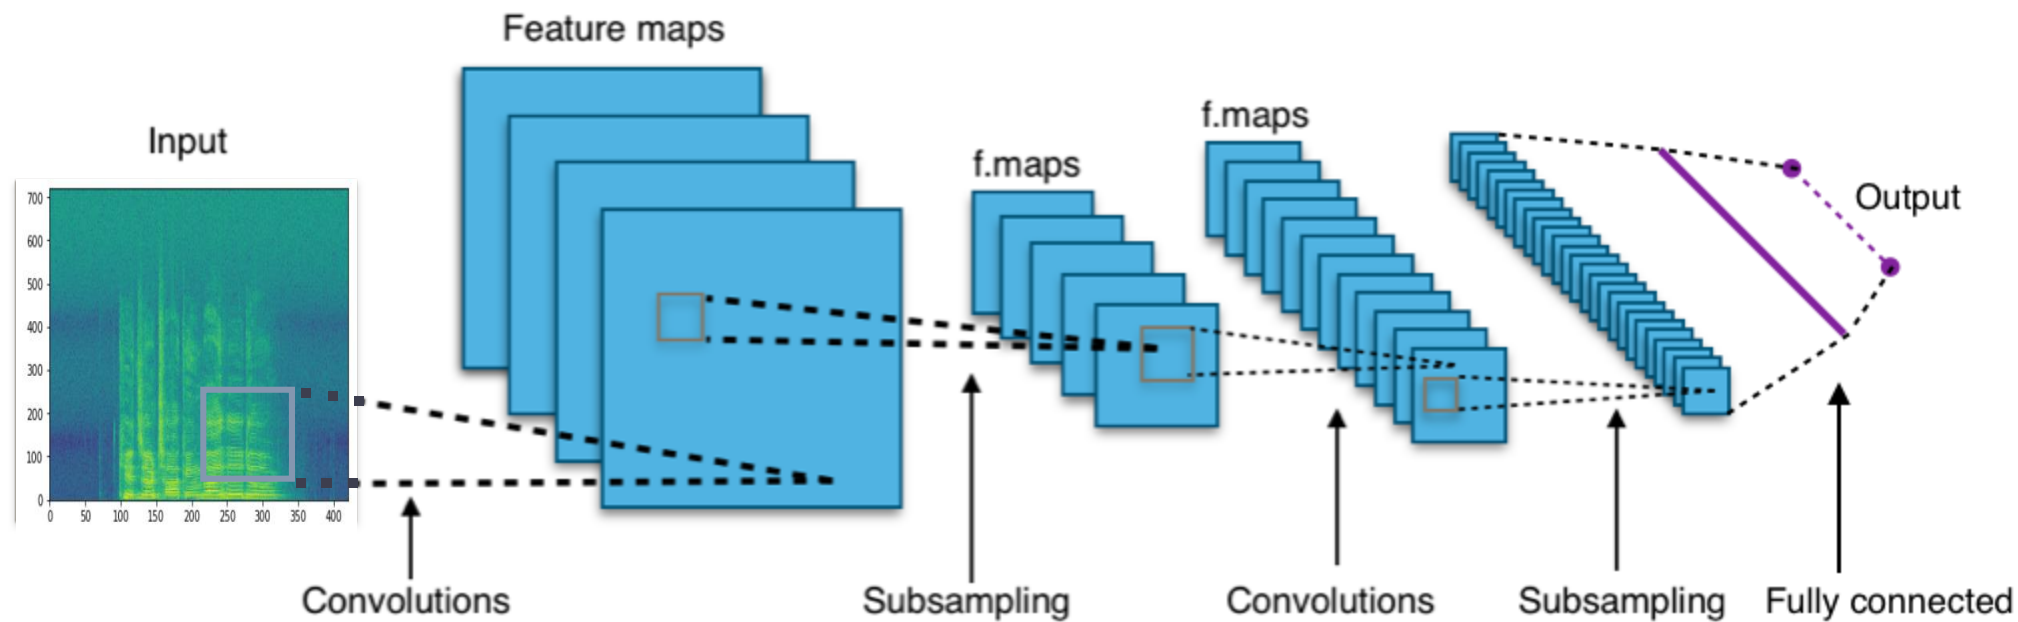 Feature maps
Input
f.maps
f.maps
Output
700
600
500
400
300
200
100
0
0 50 100 150 200 250 300 350 400
Convolutions
Subsampling
Convolutions
Subsampling
Fully connected